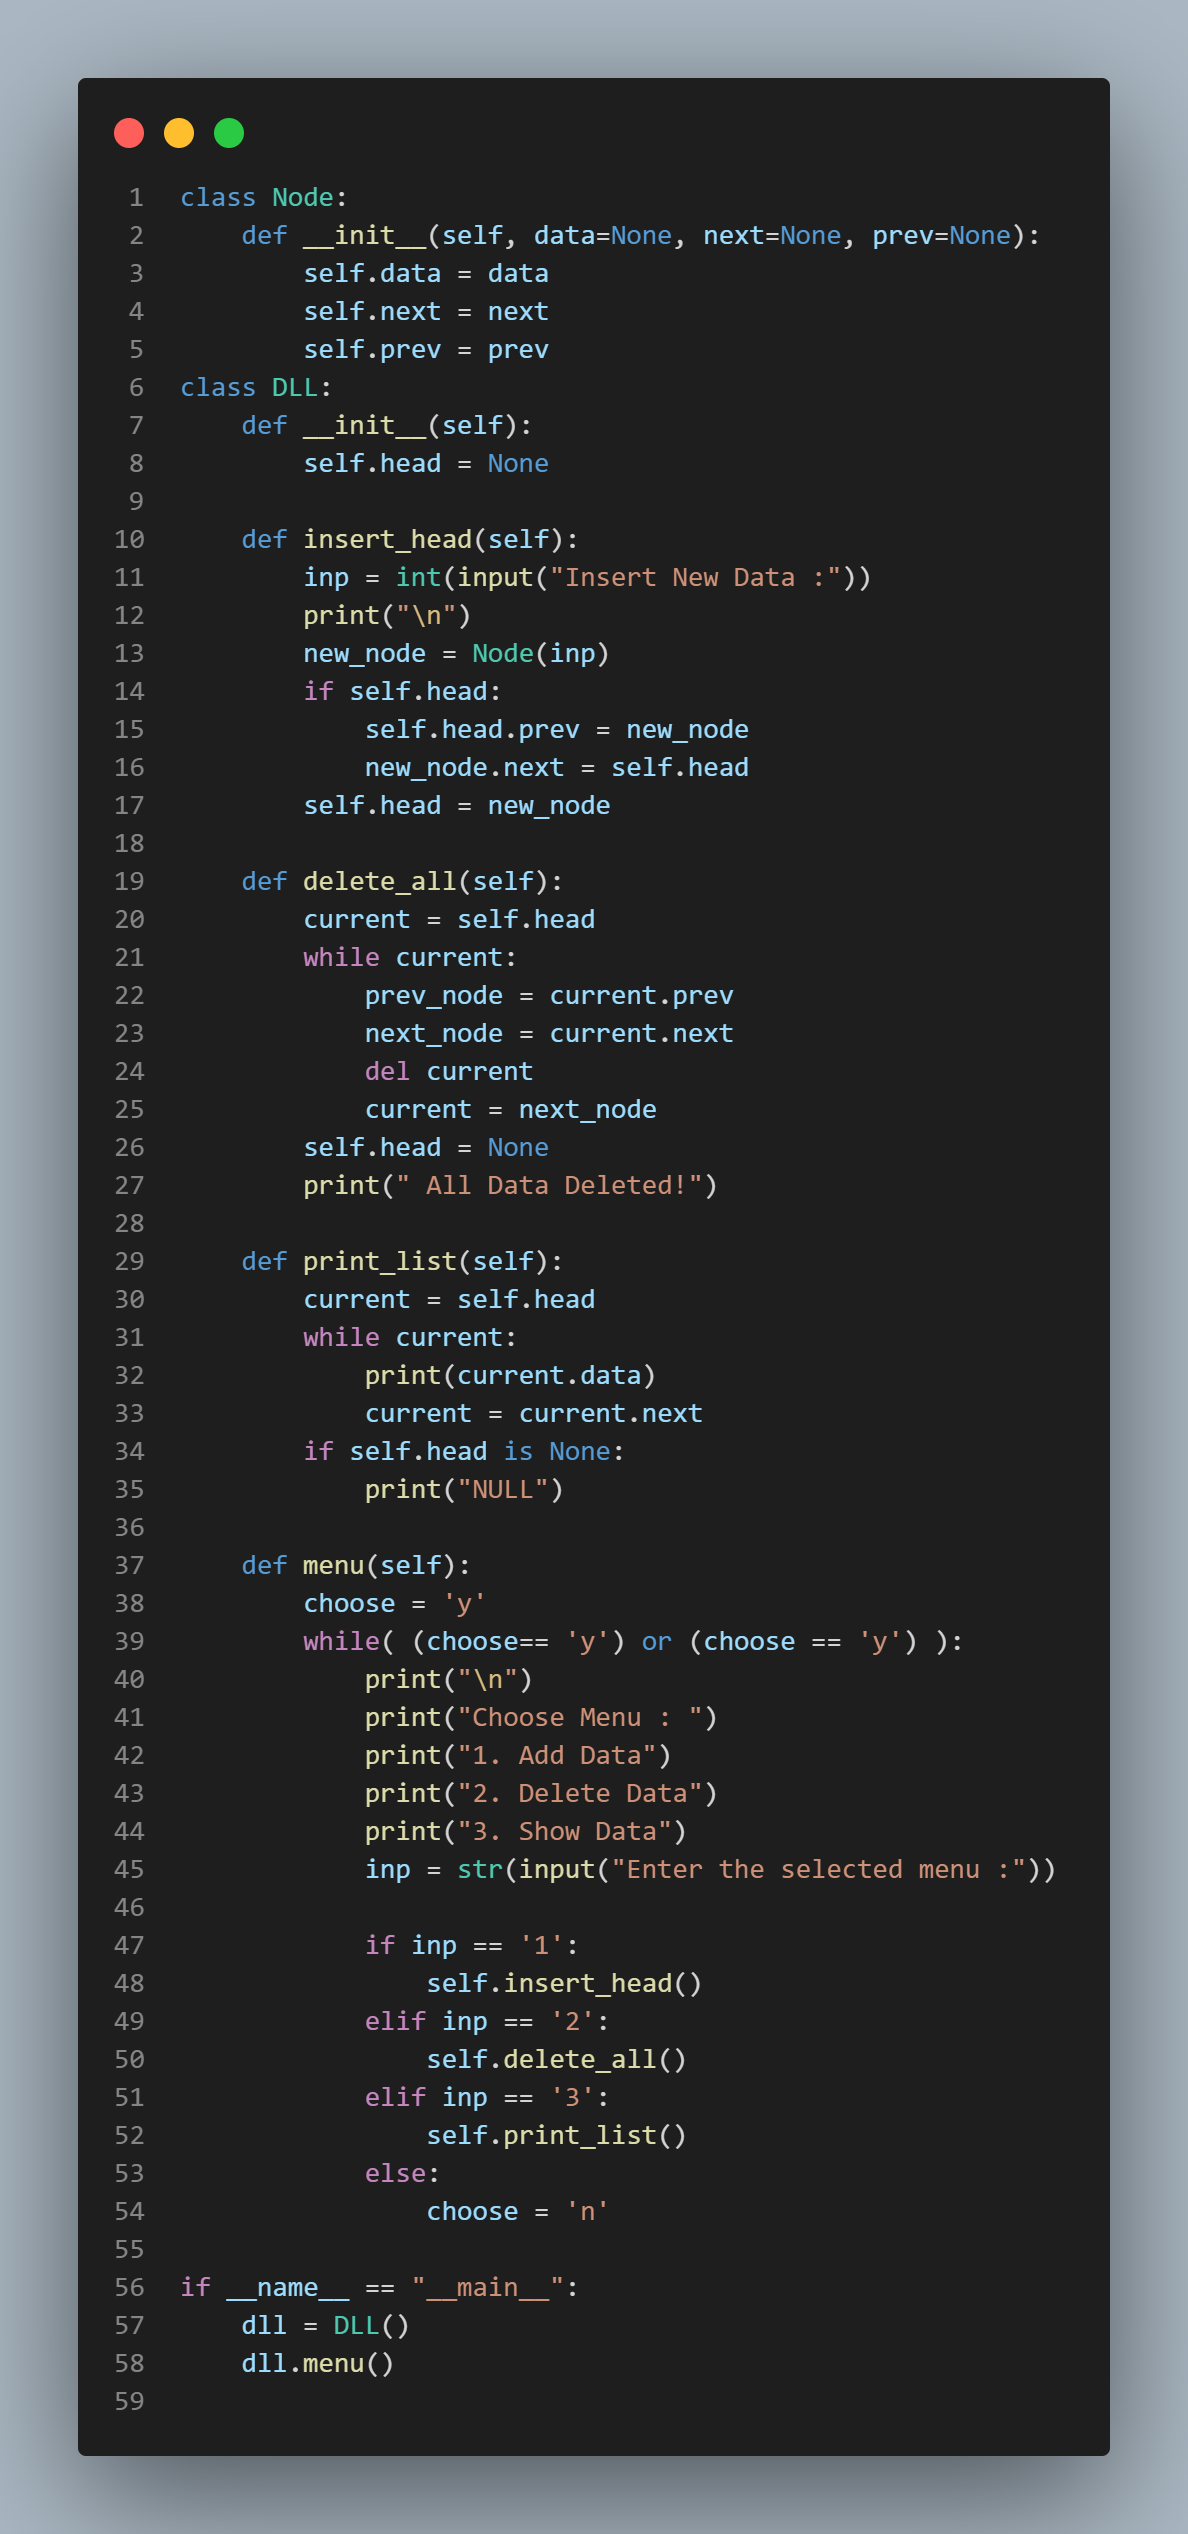 1 class Node:
2     def __init__(self, data=None, next=None, prev=None):
3         self.data = data
4         self.next = next
5         self.prev = prev
6 class DLL:
7     def __init__(self):
8         self.head = None
9
10     def insert_head(self):
11         inp = int(input("Insert New Data :"))
12         print("\n")
13         new_node = Node(inp)
14         if self.head:
15             self.head.prev = new_node
16             new_node.next = self.head
17         self.head = new_node
18
19     def delete_all(self):
20         current = self.head
21         while current:
22             prev_node = current.prev
23             next_node = current.next
24             del current
25             current = next_node
26         self.head = None
27         print(" All Data Deleted!")
28
29     def print_list(self):
30         current = self.head
31         while current:
32             print(current.data)
33             current = current.next
34         if self.head is None:
35             print("NULL")
36
37     def menu(self):
38         choose = 'y'
39         while( (choose== 'y') or (choose == 'y') ):
40             print("\n")
41             print("Choose Menu : ")
42             print("1. Add Data")
43             print("2. Delete Data")
44             print("3. Show Data")
45             inp = str(input("Enter the selected menu :"))
46
47             if inp == '1':
48                 self.insert_head()
49             elif inp == '2':
50                 self.delete_all()
51             elif inp == '3':
52                 self.print_list()
53             else:
54                 choose = 'n'
55
56 if __name__ == "__main__":
57     dll = DLL()
58     dll.menu()
59